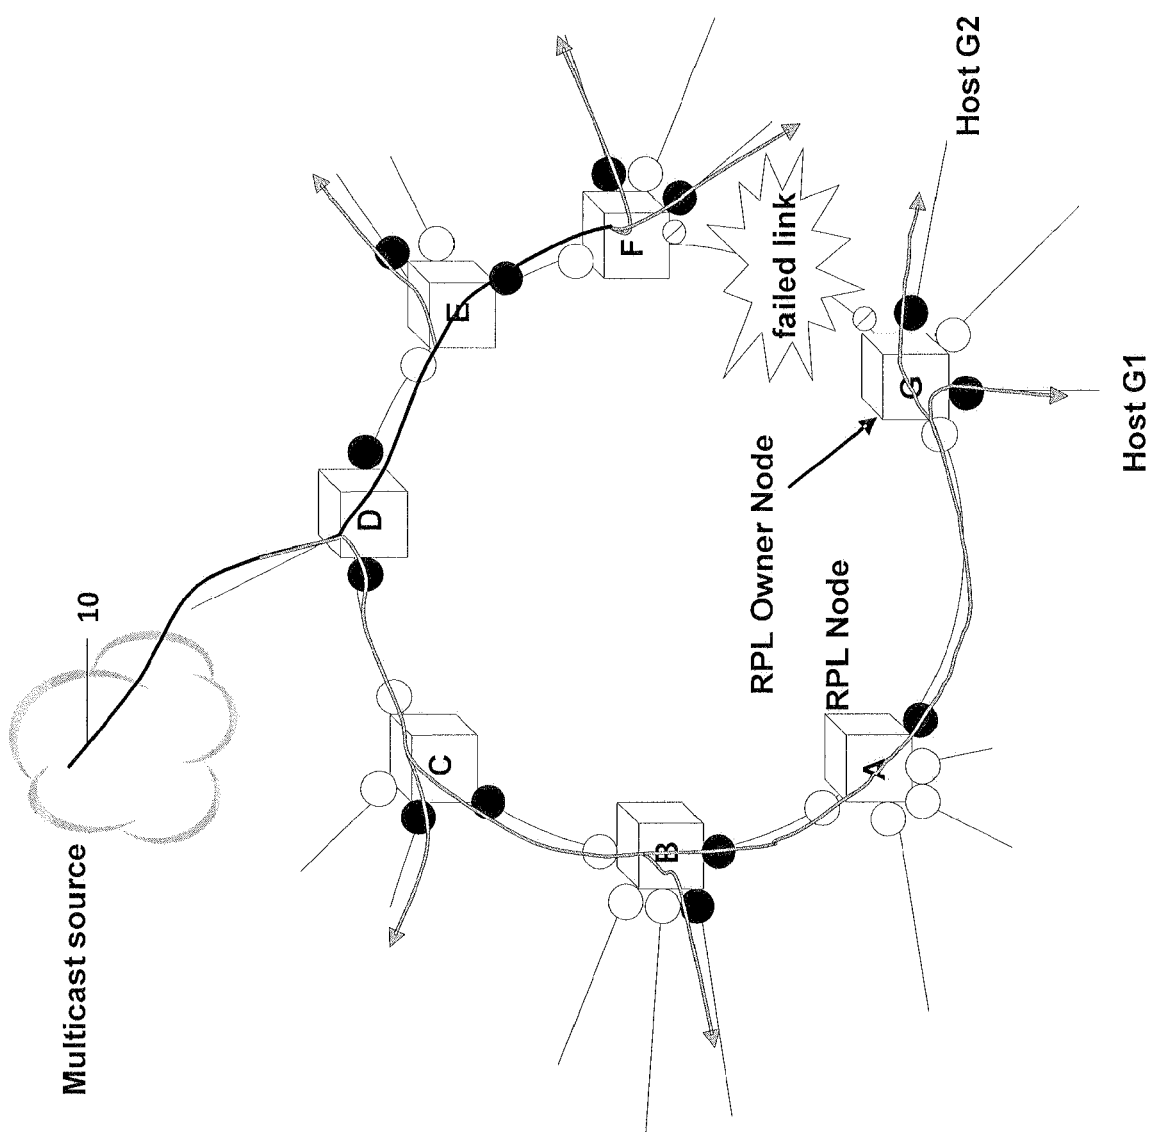 Multicast source
10
D
C
E
B
F
A
G
failed link
RPL Owner Node
RPL Node
Host G1
Host G2